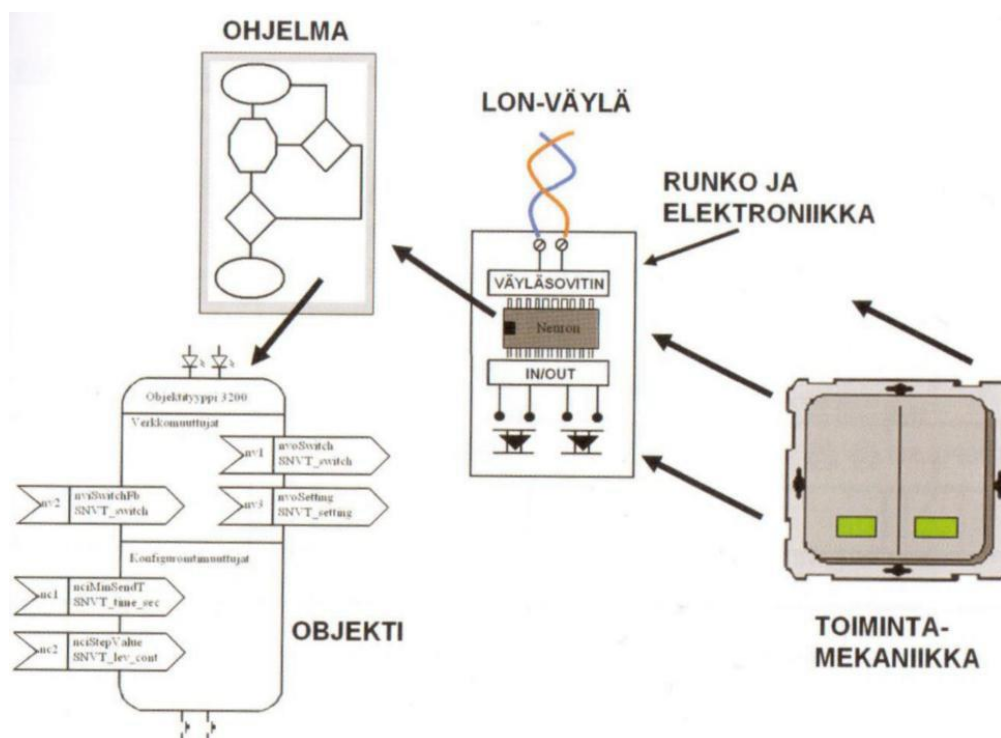 OHJELMA
LON-VÄYLÄ
RUNKO JA
ELEKTRONIIKKA
VÄYLÄSOVITIN
Neuron
IN/OUT
Objektityyppi 3200
Verkkomuuttujat
nv1
nvoSwitch
SNVT_switch
nv2
nviSwitchFb
SNVT_switch
nv3
nvoSetting
SNVT_setting
Konfigurointimuuttujat
nc1
nciMinSendT
SNVT_time_sec
nc2
nciStepValue
SNVT_lev_cont
OBJEKTI
TOIMINTA-
MEKANIIKKA